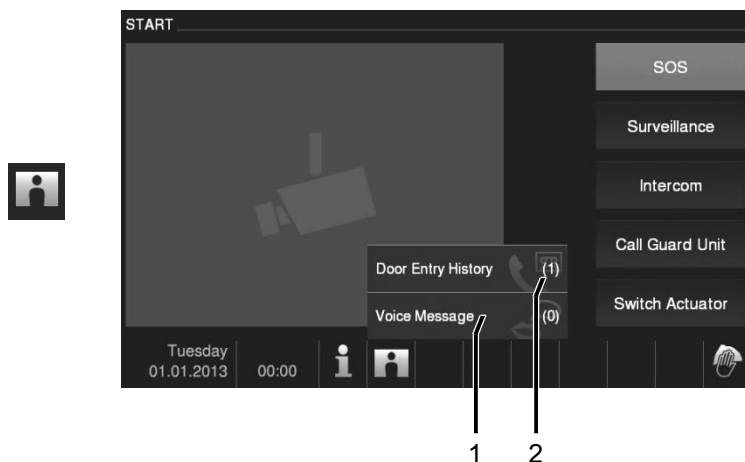 START
SOS
Surveillance
Intercom
Call Guard Unit
Switch Actuator
Door Entry History (1)
Voice Message (0)
Tuesday
01.01.2013 00:00
1 2